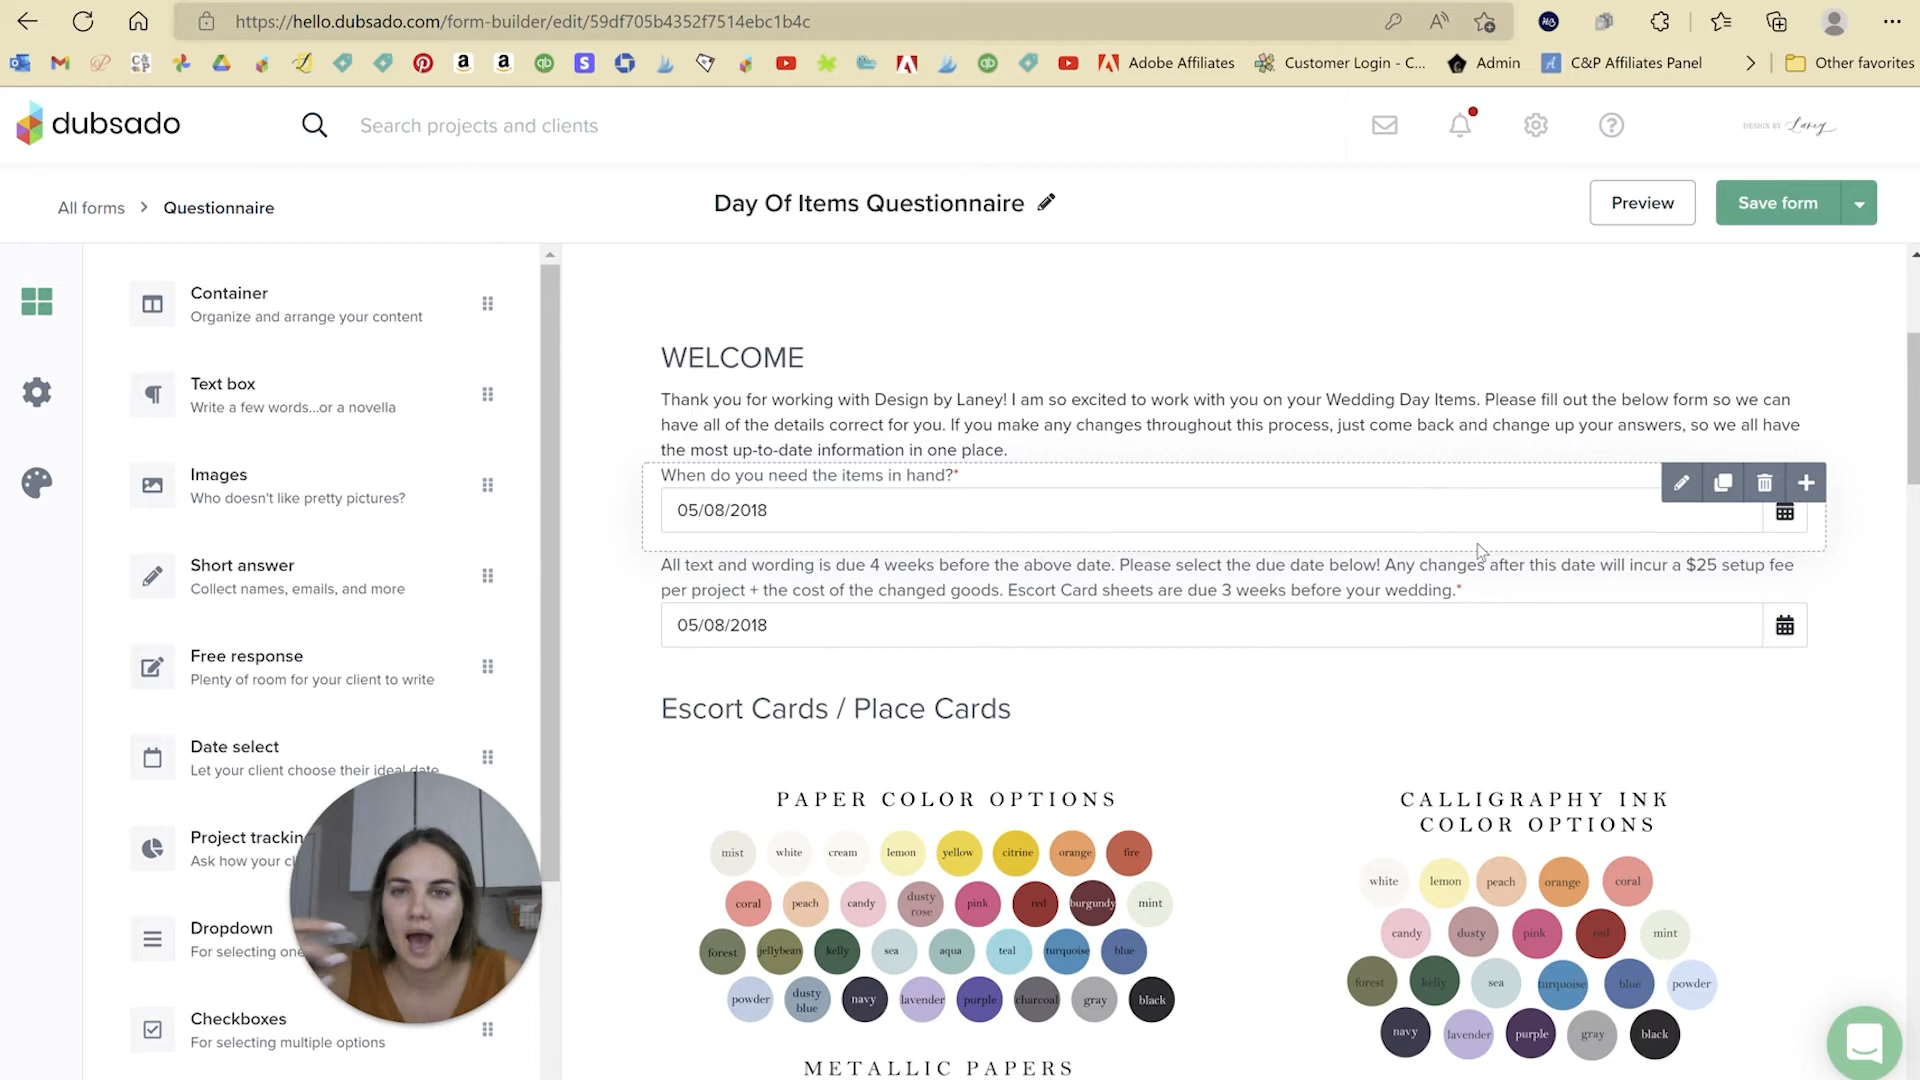 https://hello.dubsado.com/form-builder/edit/59df705b4352f7514ebc1b4c
Adobe Affiliates
Customer Login - C...
Admin
C&P Affiliates Panel
Other favorites
dubsado
Search projects and clients
DESIGN BY Laney
All forms > Questionnaire
Day Of Items Questionnaire
Preview
Save form
Container
Organize and arrange your content
Text box
Write a few words...or a novella
Images
Who doesn't like pretty pictures?
Short answer
Collect names, emails, and more
Free response
Plenty of room for your client to write
Date select
Let your client choose their ideal date
Project trackin
Ask how your cl
Dropdown
For selecting one
Checkboxes
For selecting multiple options
WELCOME
Thank you for working with Design by Laney! I am so excited to work with you on your Wedding Day Items. Please fill out the below form so we can
have all of the details correct for you. If you make any changes throughout this process, just come back and change up your answers, so we all have
the most up-to-date information in one place.
When do you need the items in hand?*
05/08/2018
All text and wording is due 4 weeks before the above date. Please select the due date below! Any changes after this date will incur a $25 setup fee
per project + the cost of the changed goods. Escort Card sheets are due 3 weeks before your wedding.*
05/08/2018
Escort Cards / Place Cards
PAPER COLOR OPTIONS
mist white cream lemon yellow citrine orange fire
coral peach candy dusty rose pink red burgundy mint
forest jellybean kelly sea aqua teal turquoise blue
powder dusty blue navy lavender purple charcoal gray black
METALLIC PAPERS
CALLIGRAPHY INK
COLOR OPTIONS
white lemon peach orange coral
candy dusty pink red mint
forest kelly sea turquoise blue powder
navy lavender purple gray black